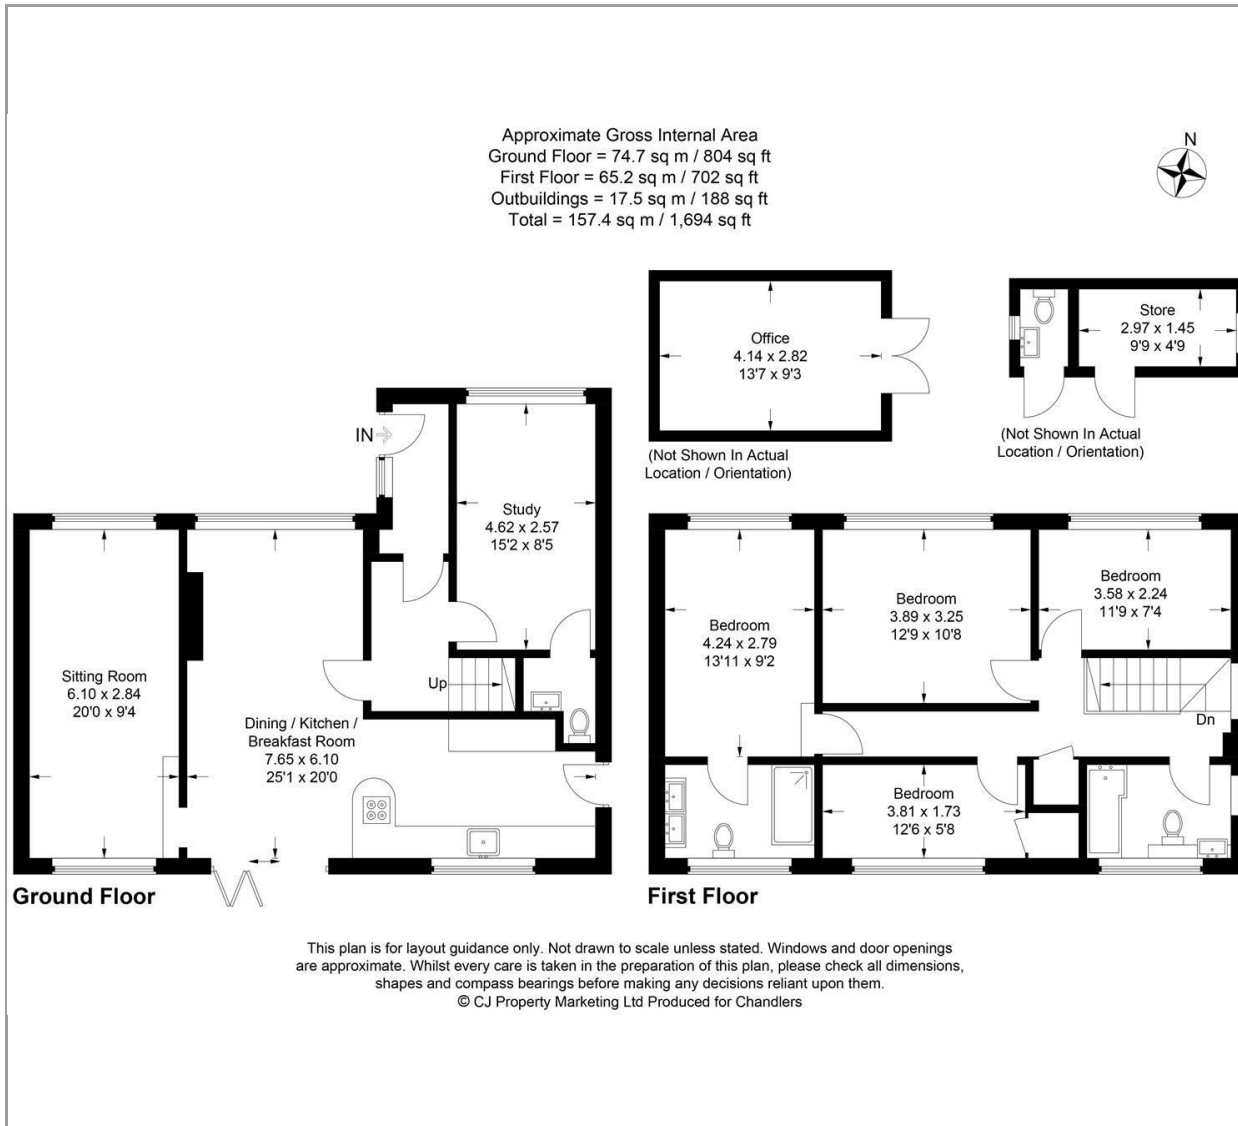 Approximate Gross Internal Area
Ground Floor = 74.7 sq m / 804 sq ft
First Floor = 65.2 sq m / 702 sq ft
Outbuildings = 17.5 sq m / 188 sq ft
Total = 157.4 sq m / 1,694 sq ft
N
Office
4.14 x 2.82
13'7 x 9'3
(Not Shown In Actual
Location / Orientation)
Store
2.97 x 1.45
9'9 x 4'9
(Not Shown In Actual
Location / Orientation)
IN
Study
4.62 x 2.57
15'2 x 8'5
Sitting Room
6.10 x 2.84
20'0 x 9'4
Up
Dining / Kitchen /
Breakfast Room
7.65 x 6.10
25'1 x 20'0
Ground Floor
Bedroom
4.24 x 2.79
13'11 x 9'2
Bedroom
3.89 x 3.25
12'9 x 10'8
Bedroom
3.58 x 2.24
11'9 x 7'4
Dn
Bedroom
3.81 x 1.73
12'6 x 5'8
First Floor
This plan is for layout guidance only. Not drawn to scale unless stated. Windows and door openings
are approximate. Whilst every care is taken in the preparation of this plan, please check all dimensions,
shapes and compass bearings before making any decisions reliant upon them.
© CJ Property Marketing Ltd Produced for Chandlers